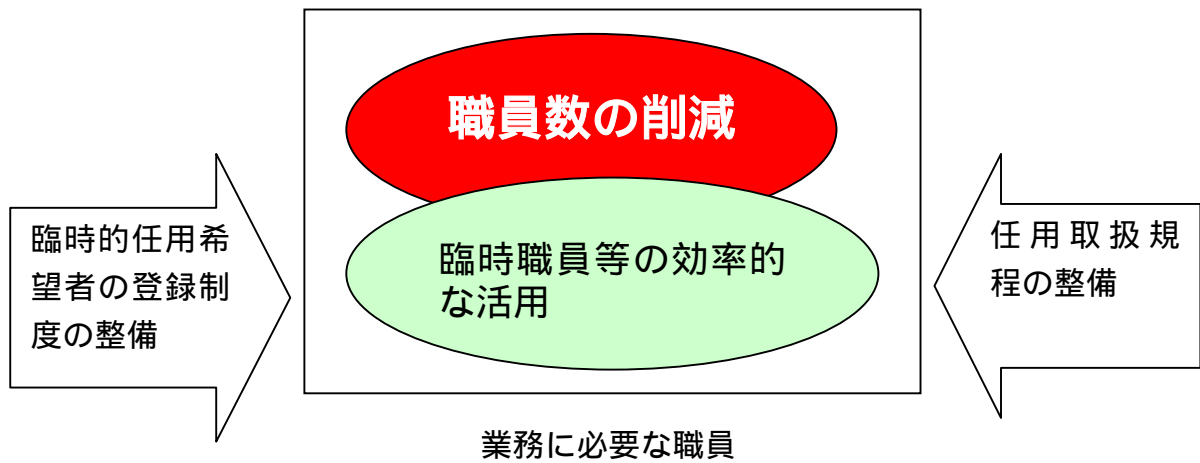 職員数の削減
臨時的任用希
望者の登録制
度の整備
臨時職員等の効率的
な活用
任用取扱規
程の整備
業務に必要な職員